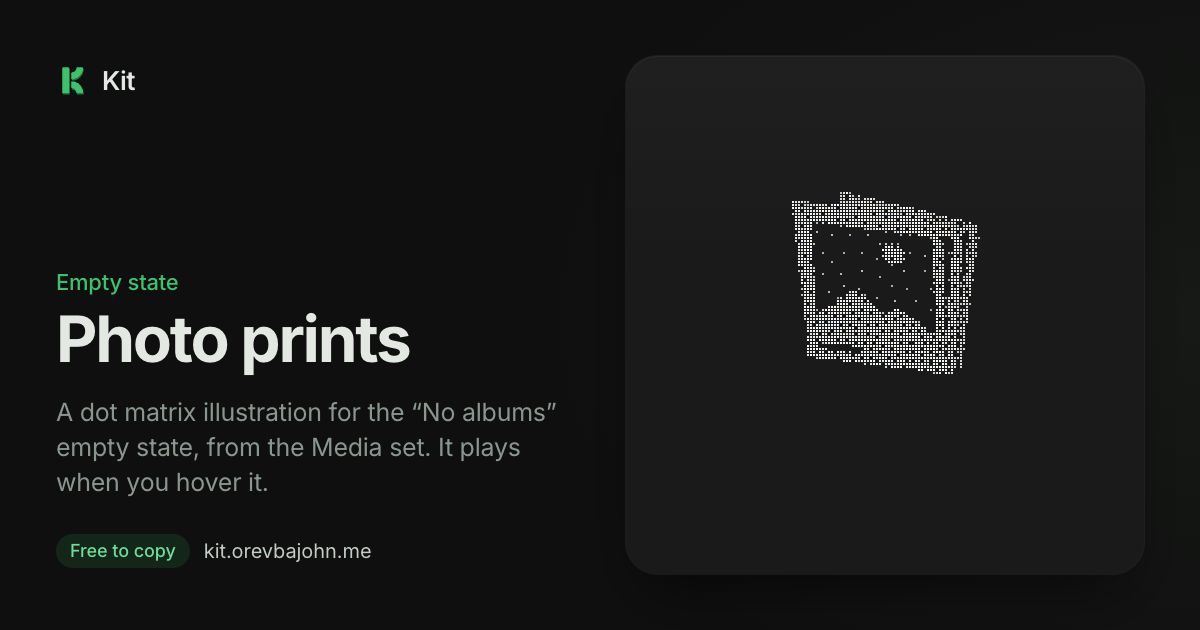 Kit
Empty state
Photo prints
A dot matrix illustration for the “No albums”
empty state, from the Media set. It plays
when you hover it.
Free to copy
kit.orevbajohn.me